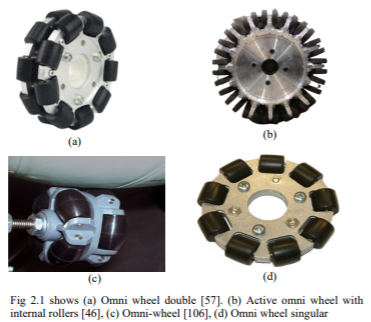 (a)
(b)
(c)
(d)
Fig 2.1 shows (a) Omni wheel double [57]. (b) Active omni wheel with
internal rollers [46], (c) Omni-wheel [106], (d) Omni wheel singular